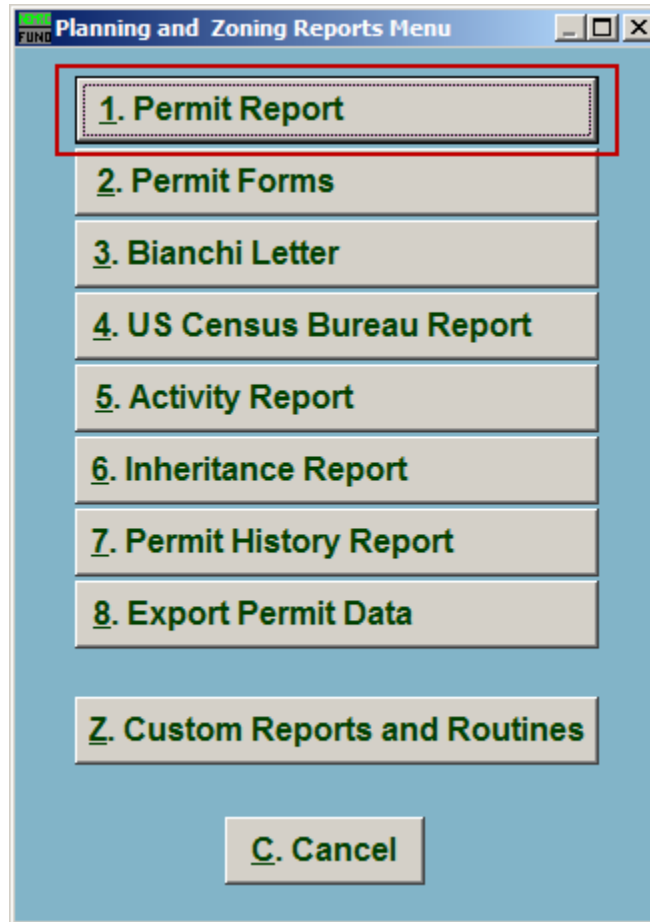 FUND Planning and  Zoning Reports Menu
1. Permit Report
2. Permit Forms
3. Bianchi Letter
4. US Census Bureau Report
5. Activity Report
6. Inheritance Report
7. Permit History Report
8. Export Permit Data
Z. Custom Reports and Routines
C. Cancel